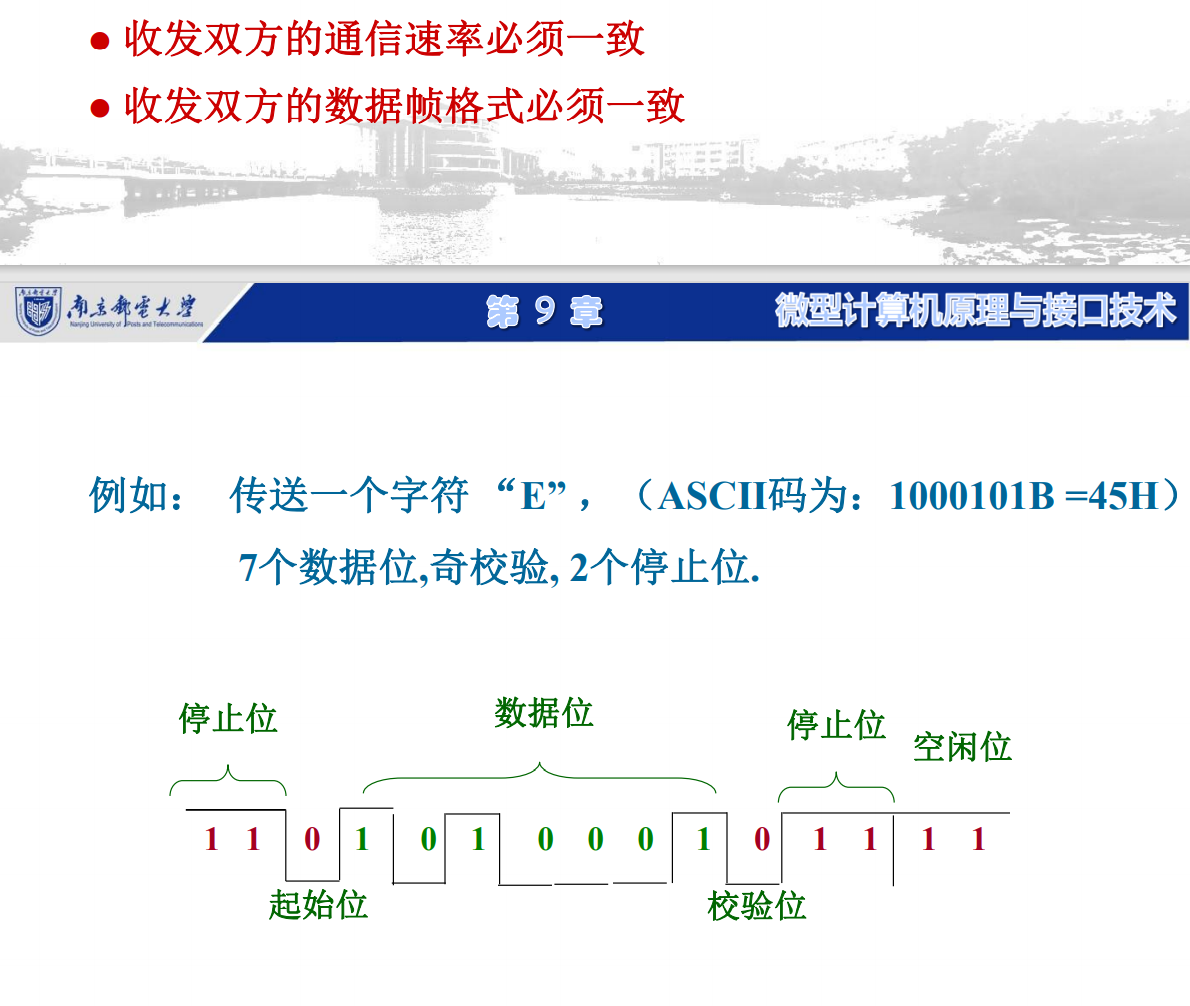 ● 收发双方的通信速率必须一致
● 收发双方的数据帧格式必须一致
南京邮电大学
Nanjing University of Posts and Telecommunications
第 9 章
微型计算机原理与接口技术
例如： 传送一个字符 “E” ，（ASCII码为：1000101B =45H）
7个数据位,奇校验, 2个停止位.
停止位 数据位 停止位 空闲位
1 1 0 1 0 1 0 0 0 1 0 1 1 1 1
起始位 校验位